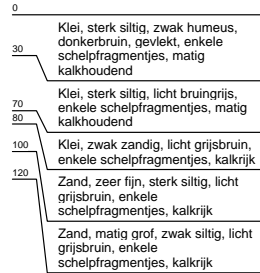 0
Klei, sterk siltig, zwak humeus,
donkerbruin, gevlekt, enkele
schelpfragmentjes, matig
kalkhoudend
30
Klei, sterk siltig, licht bruingrijs,
enkele schelpfragmentjes, matig
kalkhoudend
70
Klei, zwak zandig, licht grijsbruin,
enkele schelpfragmentjes, kalkrijk
80
Zand, zeer fijn, sterk siltig, licht
grijsbruin, enkele
schelpfragmentjes, kalkrijk
100
Zand, matig grof, zwak siltig, licht
grijsbruin, enkele
schelpfragmentjes, kalkrijk
120